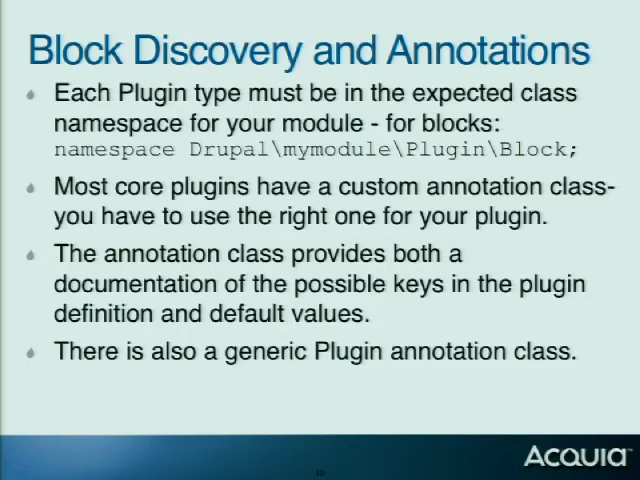 Block Discovery and Annotations
Each Plugin type must be in the expected class
namespace for your module - for blocks:
namespace Drupal\mymodule\Plugin\Block;
Most core plugins have a custom annotation class-
you have to use the right one for your plugin.
The annotation class provides both a
documentation of the possible keys in the plugin
definition and default values.
There is also a generic Plugin annotation class.
ACQUIA